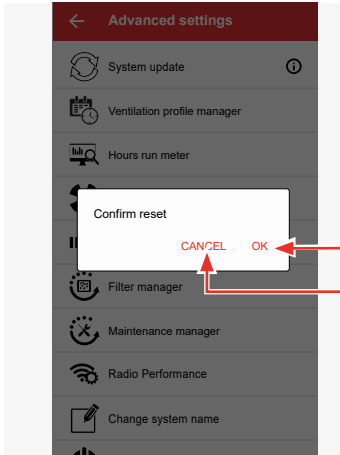 Advanced settings
System update
Ventilation profile manager
Hours run meter
Confirm reset
CANCEL OK
Filter manager
Maintenance manager
Radio Performance
Change system name